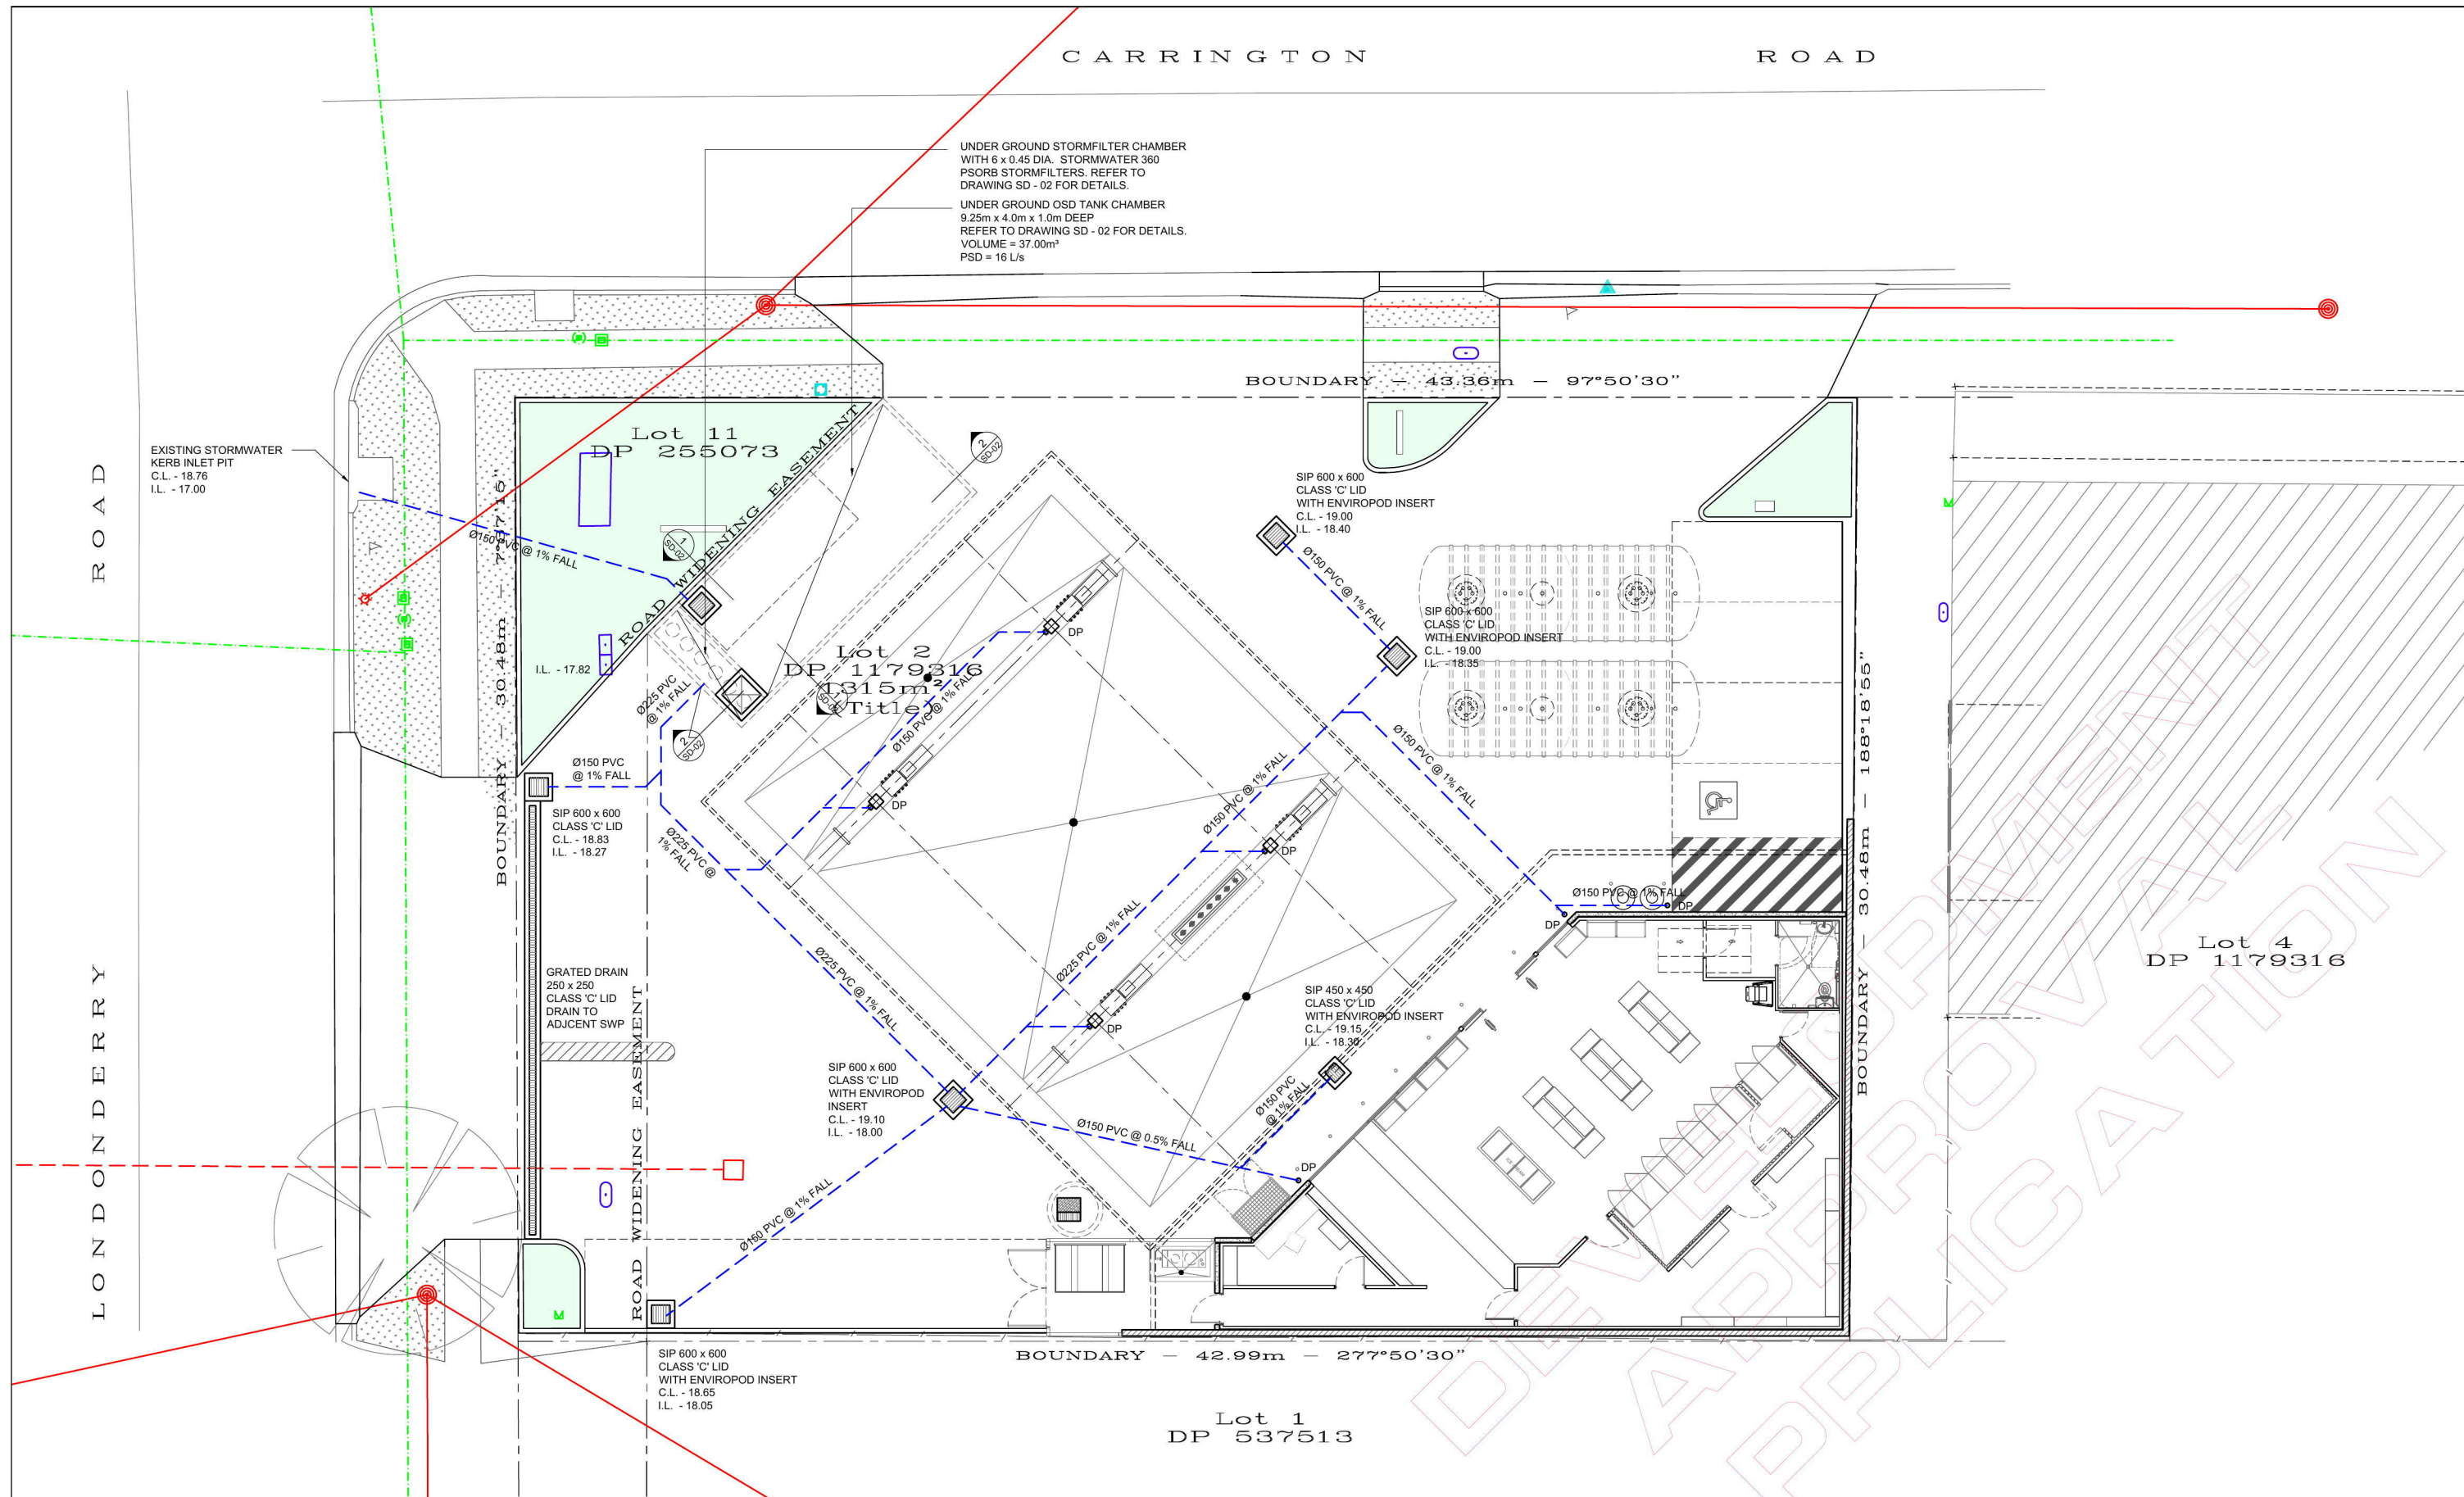 CARRINGTON ROAD
UNDER GROUND STORMFILTER CHAMBER
WITH 6 x 0.45 DIA. STORMWATER 360
PSORB STORMFILTERS. REFER TO
DRAWING SD - 02 FOR DETAILS.
UNDER GROUND OSD TANK CHAMBER
9.25m x 4.0m x 1.0m DEEP
REFER TO DRAWING SD - 02 FOR DETAILS.
VOLUME = 37.00m³
PSD = 16 L/s
BOUNDARY - 43.36m - 97°50'30"
Lot 11
DP 255073
EXISTING STORMWATER
KERB INLET PIT
C.L. - 18.76
I.L. - 17.00
2
SD-02
SIP 600 x 600
CLASS 'C' LID
WITH ENVIROPOD INSERT
C.L. - 19.00
I.L. - 18.40
ROAD WIDENING EASEMENT
Ø150 PVC @ 1% FALL
1
SD-02
Ø150 PVC @ 1% FALL
SIP 600 x 600
CLASS 'C' LID
WITH ENVIROPOD INSERT
C.L. - 19.00
I.L. - 18.35
DP
Lot 2
DP 1179316
1315m²
Title
SD-02
I.L. - 17.82
Ø225 PVC
@ 1% FALL
Ø150 PVC @ 1% FALL
2
SD-02
BOUNDARY - 30.48m
BOUNDARY - 30.48m - 188°18'55"
Ø150 PVC
@ 1% FALL
Ø150 PVC @ 1% FALL
Ø150 PVC @ 1% FALL
DP
SIP 600 x 600
CLASS 'C' LID
C.L. - 18.83
I.L. - 18.27
Ø225 PVC @
1% FALL
DP
Ø150 PVC @ 1% FALL
DP
DP
Lot 4
DP 1179316
GRATED DRAIN
250 x 250
CLASS 'C' LID
DRAIN TO
ADJCENT SWP
Ø225 PVC @ 1% FALL
Ø225 PVC @ 1% FALL
DP
SIP 450 x 450
CLASS 'C' LID
WITH ENVIROPOD INSERT
C.L. - 19.15
I.L. - 18.30
SIP 600 x 600
CLASS 'C' LID
WITH ENVIROPOD
INSERT
C.L. - 19.10
I.L. - 18.00
Ø150 PVC
@ 1% FALL
Ø150 PVC @ 0.5% FALL
DP
ROAD WIDENING EASEMENT
Ø150 PVC @ 1% FALL
LONDONDERRY ROAD
BOUNDARY - 42.99m - 277°50'30"
SIP 600 x 600
CLASS 'C' LID
WITH ENVIROPOD INSERT
C.L. - 18.65
I.L. - 18.05
Lot 1
DP 537513
DEVELOPMENT
APPROVAL
APPLICATION